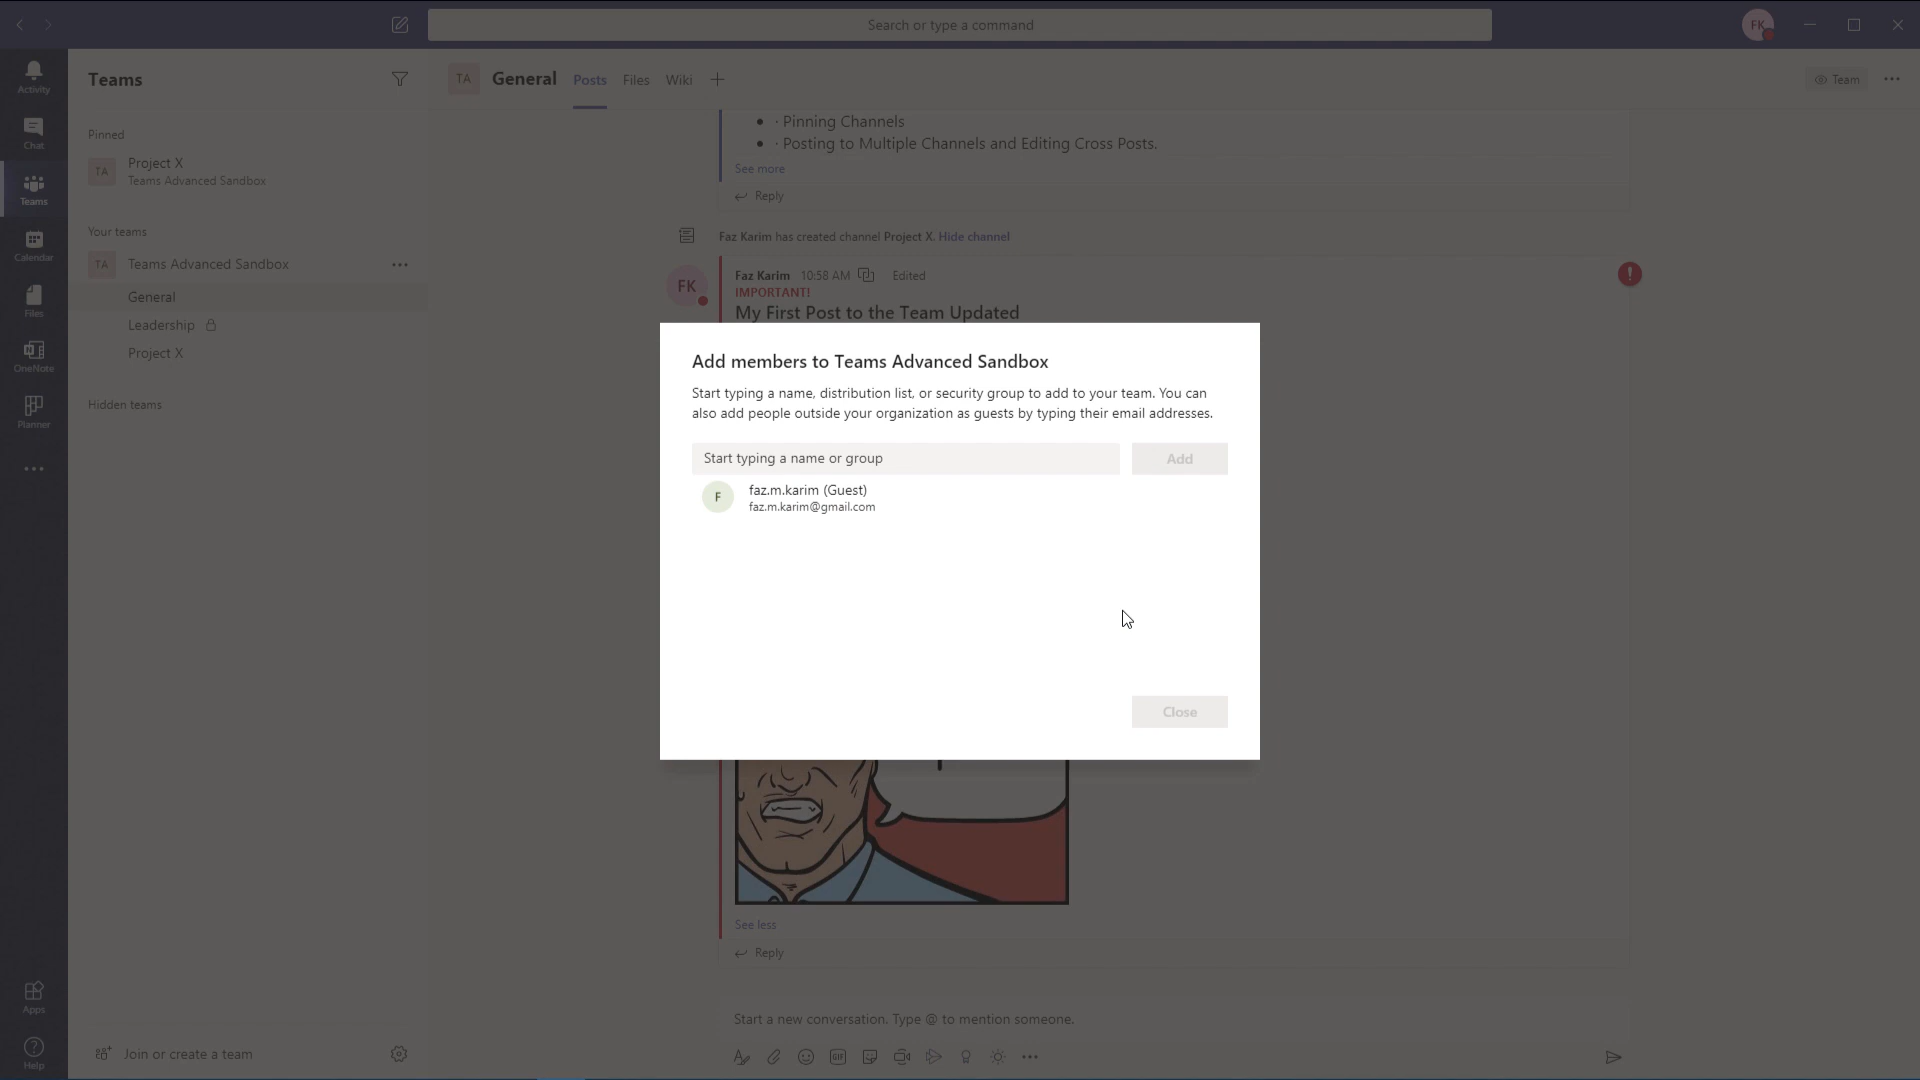 Search or type a command
FK
Activity
Chat
Teams
Calendar
Files
OneNote
Planner
Apps
Help
Teams
Pinned
TA
Project X
Teams Advanced Sandbox
Your teams
TA
Teams Advanced Sandbox
General
Leadership
Project X
Hidden teams
Join or create a team
TA
General
Posts
Files
Wiki
Team
· Pinning Channels
· Posting to Multiple Channels and Editing Cross Posts.
See more
Reply
Faz Karim has created channel Project X. Hide channel
FK
Faz Karim 10:58 AM Edited
IMPORTANT!
My First Post to the Team Updated
Add members to Teams Advanced Sandbox
Start typing a name, distribution list, or security group to add to your team. You can
also add people outside your organization as guests by typing their email addresses.
Start typing a name or group
Add
F
faz.m.karim (Guest)
faz.m.karim@gmail.com
Close
See less
Reply
Start a new conversation. Type @ to mention someone.
GIF